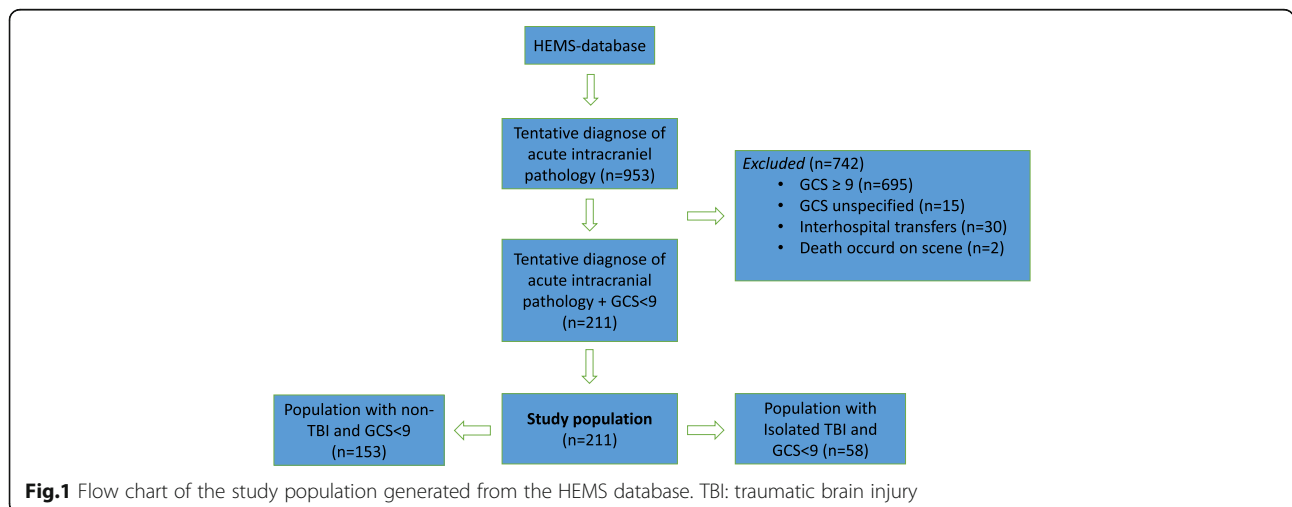 HEMS-database
Tentative diagnose of
acute intracraniel
pathology (n=953)
Excluded (n=742)
• GCS ≥ 9 (n=695)
• GCS unspecified (n=15)
• Interhospital transfers (n=30)
• Death occurd on scene (n=2)
Tentative diagnose of
acute intracranial
pathology + GCS<9
(n=211)
Population with non-
TBI and GCS<9
(n=153)
Study population
(n=211)
Population with
Isolated TBI and
GCS<9 (n=58)
Fig.1 Flow chart of the study population generated from the HEMS database. TBI: traumatic brain injury